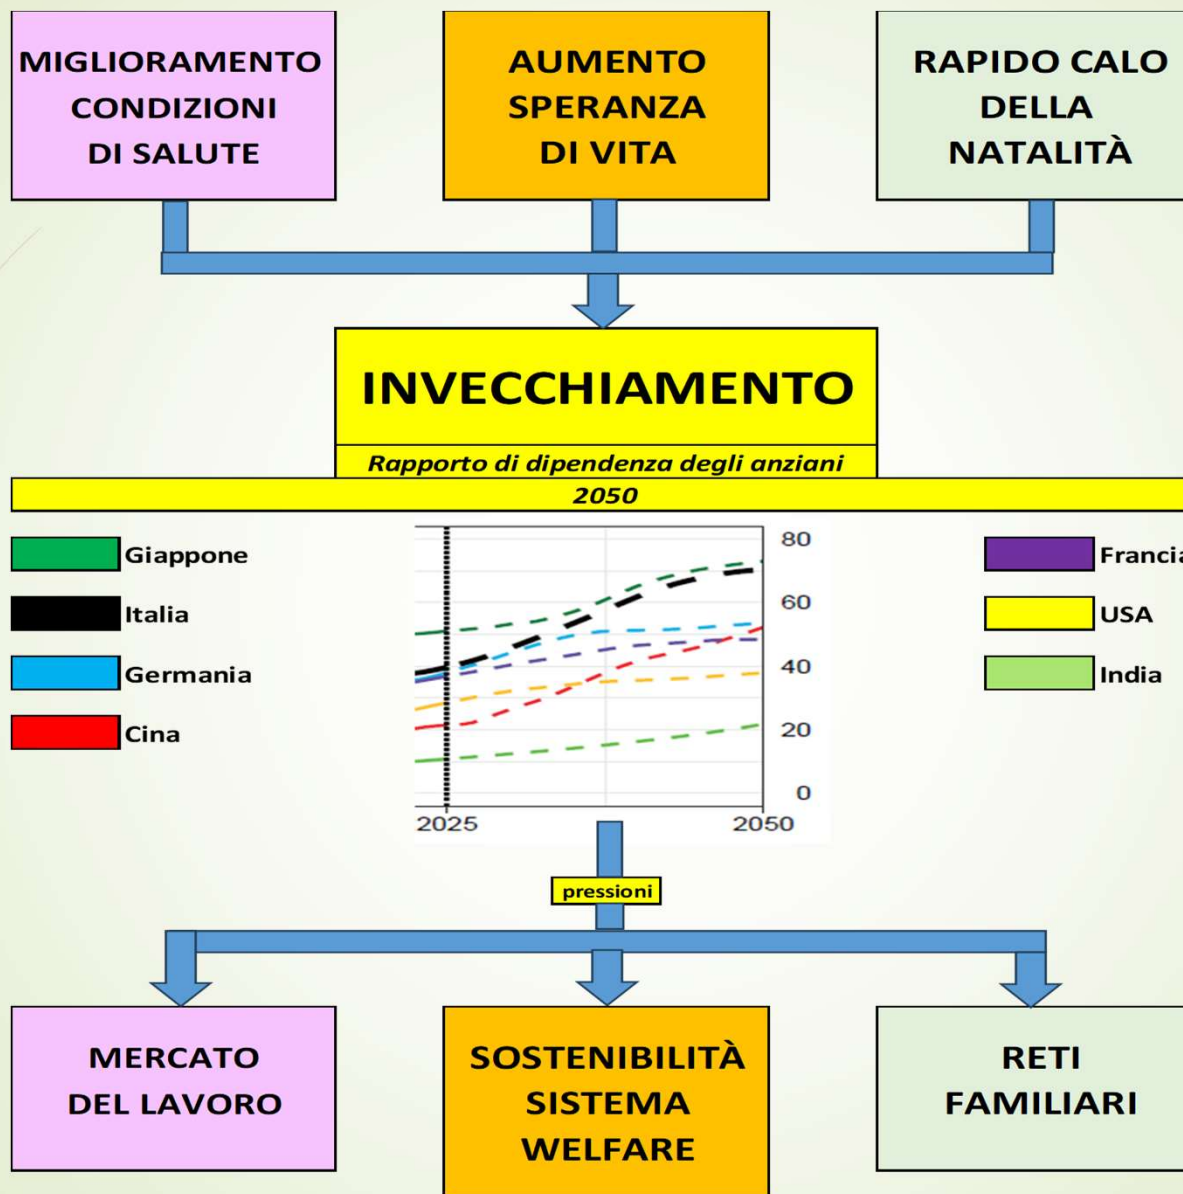 MIGLIORAMENTO
CONDIZIONI
DI SALUTE
AUMENTO
SPERANZA
DI VITA
RAPIDO CALO
DELLA
NATALITÀ
INVECCHIAMENTO
Rapporto di dipendenza degli anziani
2050
Giappone
Italia
Germania
Cina
80
60
40
20
0
2025
2050
Francia
USA
India
pressioni
MERCATO
DEL LAVORO
SOSTENIBILITÀ
SISTEMA
WELFARE
RETI
FAMILIARI